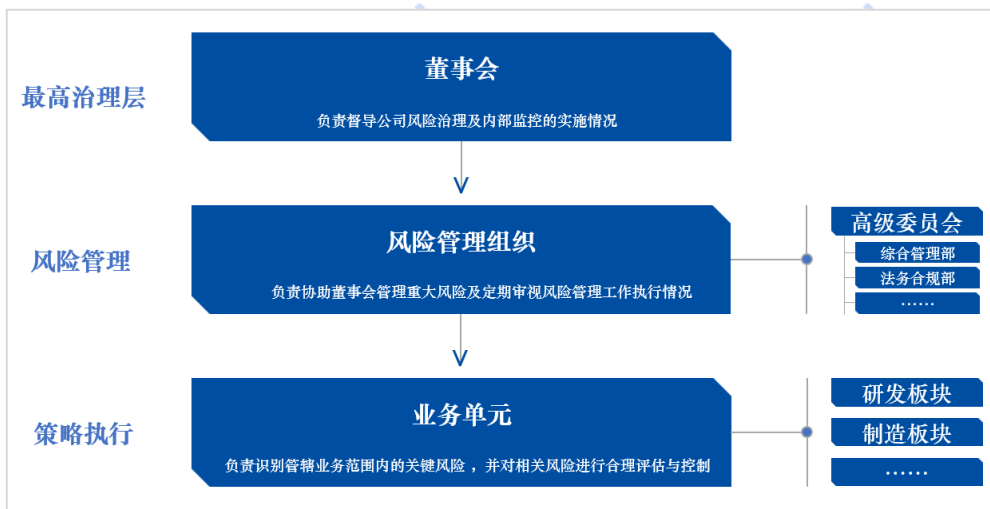 最高治理层
董事会
负责督导公司风险治理及内部监控的实施情况
风险管理
风险管理组织
负责协助董事会管理重大风险及定期审视风险管理工作执行情况
高级委员会
综合管理部
法务合规部
……
策略执行
业务单元
负责识别管辖业务范围内的关键风险，并对相关风险进行合理评估与控制
研发板块
制造板块
……